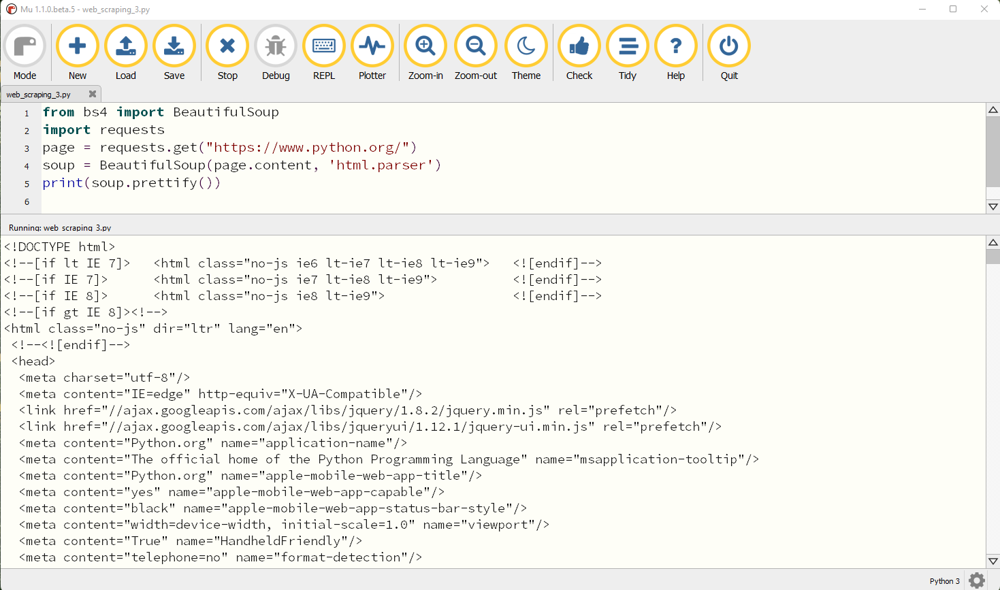 Mu 1.1.0.beta.5 - web_scraping_3.py
Mode New Load Save Stop Debug REPL Plotter Zoom-in Zoom-out Theme Check Tidy Help Quit
web_scraping_3.py
1 from bs4 import BeautifulSoup
2 import requests
3 page = requests.get("https://www.python.org/")
4 soup = BeautifulSoup(page.content, 'html.parser')
5 print(soup.prettify())
6
Running: web_scraping_3.py
<!DOCTYPE html>
<!--[if lt IE 7]>   <html class="no-js ie6 lt-ie7 lt-ie8 lt-ie9">   <![endif]-->
<!--[if IE 7]>      <html class="no-js ie7 lt-ie8 lt-ie9">          <![endif]-->
<!--[if IE 8]>      <html class="no-js ie8 lt-ie9">                 <![endif]-->
<!--[if gt IE 8]><!-->
<html class="no-js" dir="ltr" lang="en">
 <!--<![endif]-->
 <head>
  <meta charset="utf-8"/>
  <meta content="IE=edge" http-equiv="X-UA-Compatible"/>
  <link href="//ajax.googleapis.com/ajax/libs/jquery/1.8.2/jquery.min.js" rel="prefetch"/>
  <link href="//ajax.googleapis.com/ajax/libs/jqueryui/1.12.1/jquery-ui.min.js" rel="prefetch"/>
  <meta content="Python.org" name="application-name"/>
  <meta content="The official home of the Python Programming Language" name="msapplication-tooltip"/>
  <meta content="Python.org" name="apple-mobile-web-app-title"/>
  <meta content="yes" name="apple-mobile-web-app-capable"/>
  <meta content="black" name="apple-mobile-web-app-status-bar-style"/>
  <meta content="width=device-width, initial-scale=1.0" name="viewport"/>
  <meta content="True" name="HandheldFriendly"/>
  <meta content="telephone=no" name="format-detection"/>
Python 3